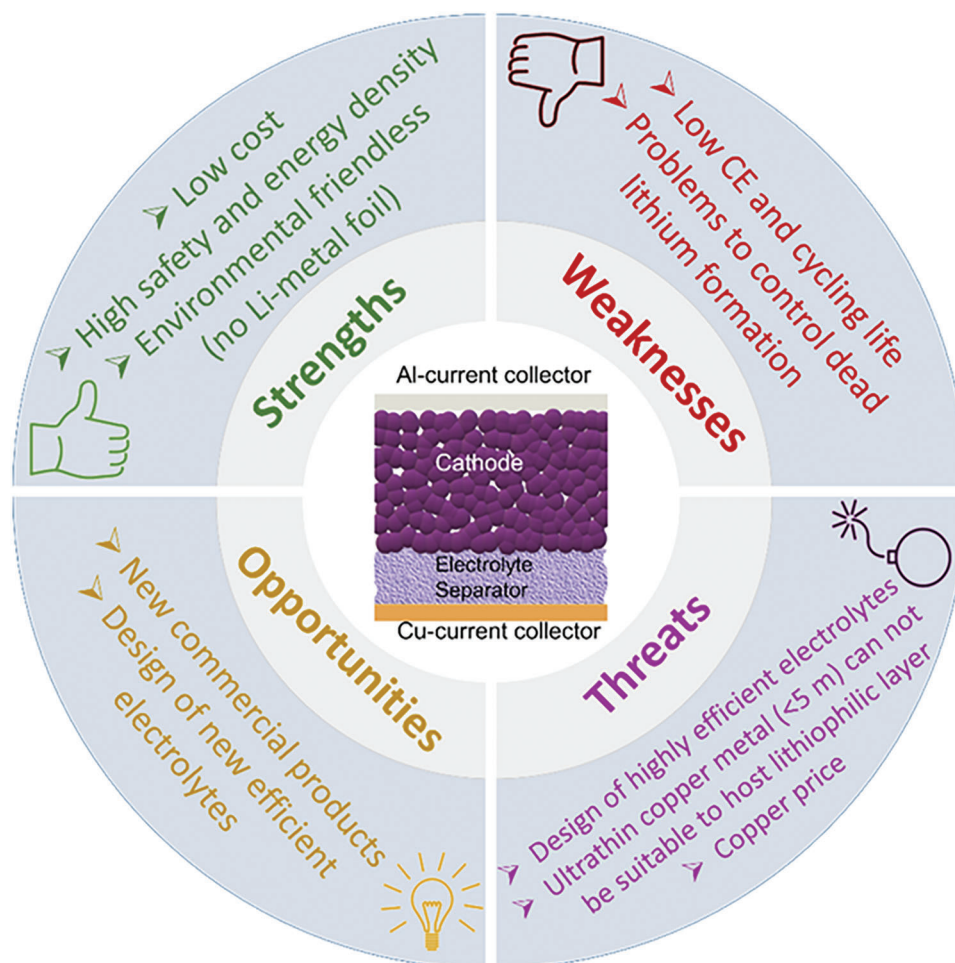 Strengths
Low cost
High safety and energy density
Environmental friendless
(no Li-metal foil)
Weaknesses
Low CE and cycling life
Problems to control dead
lithium formation
Al-current collector
Cathode
Electrolyte
Separator
Cu-current collector
Opportunities
New commercial products
Design of new efficient
electrolytes
Threats
Design of highly efficient electrolytes
Ultrathin copper metal (<5 m) can not
be suitable to host lithiophilic layer
Copper price